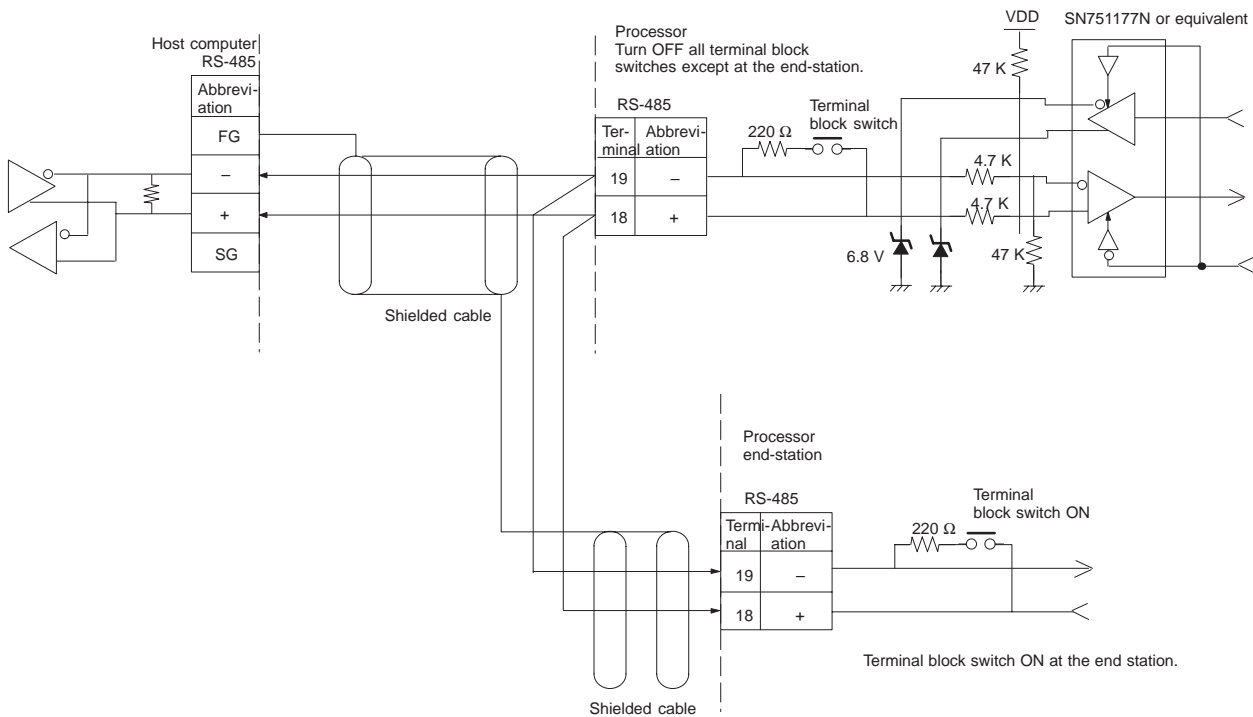 Host computer
RS-485
Abbrevi-
ation
FG
–
+
SG
Shielded cable
Processor
Turn OFF all terminal block
switches except at the end-station.
RS-485
Ter-
minal
Abbrevi-
ation
19
–
18
+
220 Ω
Terminal
block switch
VDD
47 K
SN751177N or equivalent
4.7 K
4.7 K
6.8 V
47 K
Processor
end-station
RS-485
Termi-
nal
Abbrevi-
ation
19
–
18
+
220 Ω
Terminal
block switch ON
Terminal block switch ON at the end station.
Shielded cable